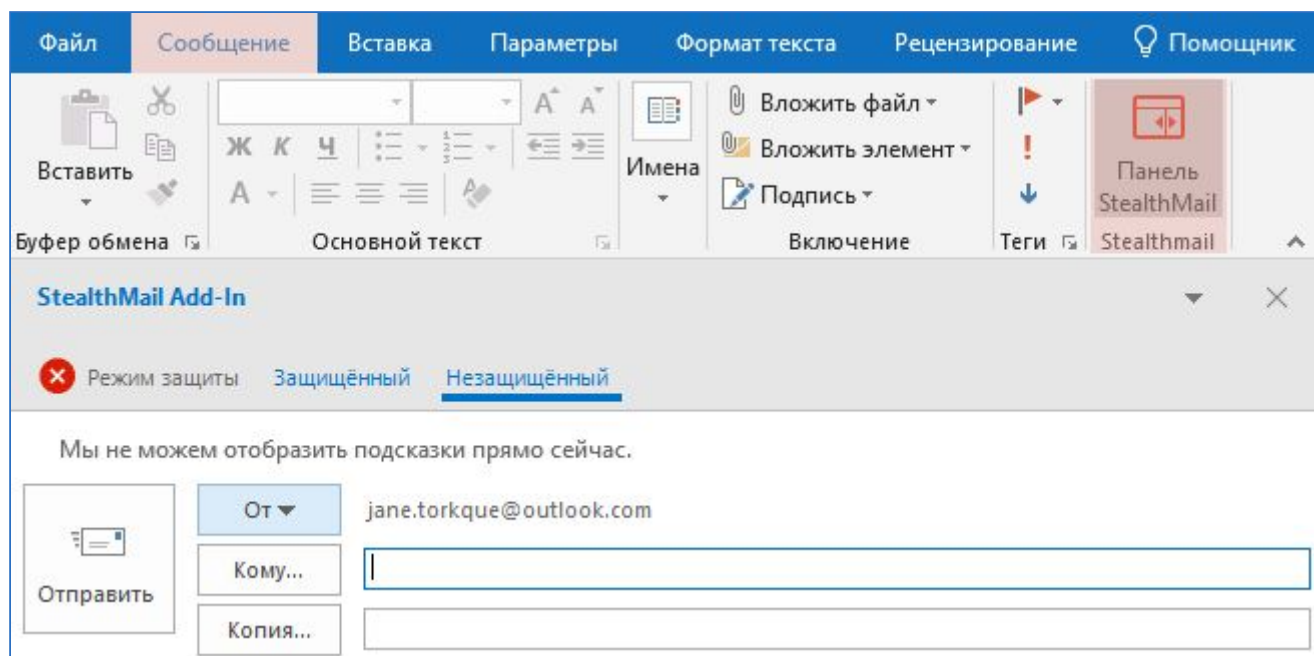 Файл Сообщение Вставка Параметры Формат текста Рецензирование Помощник
Вставить
Буфер обмена
Ж К Ч
А А
А
Основной текст
Имена
Вложить файл
Вложить элемент
Подпись
Включение
!
Теги
Панель
StealthMail
Stealthmail
StealthMail Add-In
Режим защиты Защищённый Незащищённый
Мы не можем отобразить подсказки прямо сейчас.
Отправить
От jane.torkque@outlook.com
Кому...
Копия...